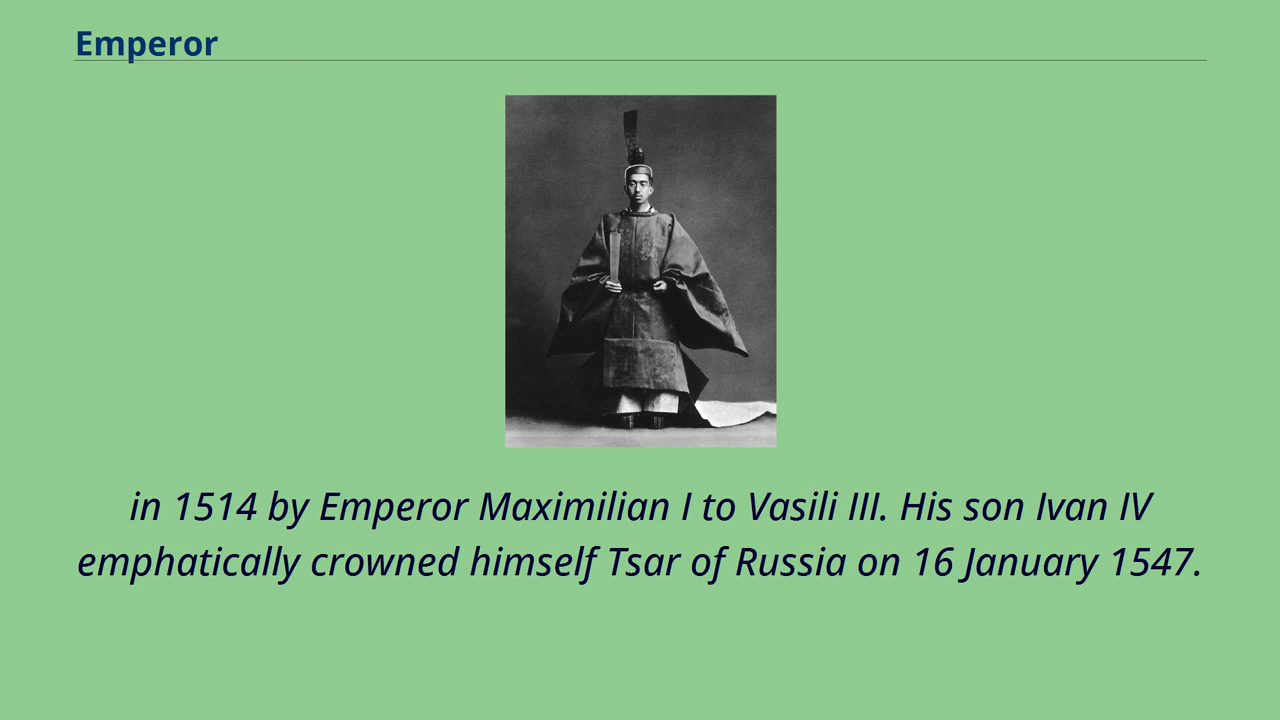 Emperor
in 1514 by Emperor Maximilian I to Vasili III. His son Ivan IV
emphatically crowned himself Tsar of Russia on 16 January 1547.